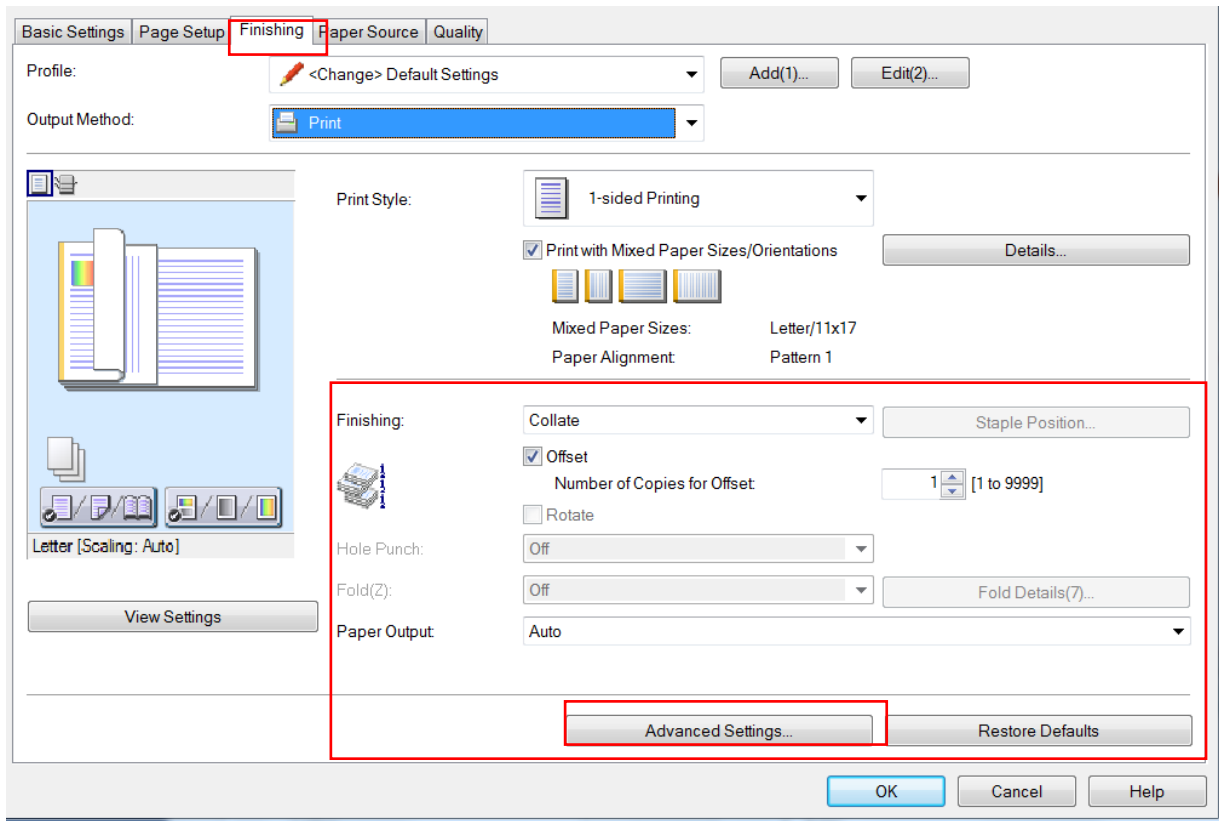 Basic Settings Page Setup Finishing Paper Source Quality
Profile: <Change> Default Settings Add(1)... Edit(2)...
Output Method: Print
Print Style: 1-sided Printing
Print with Mixed Paper Sizes/Orientations Details...
Mixed Paper Sizes: Letter/11x17
Paper Alignment: Pattern 1
Finishing: Collate Staple Position...
Offset
Number of Copies for Offset: 1 [1 to 9999]
Rotate
Letter [Scaling: Auto]
Hole Punch: Off
Fold(Z): Off Fold Details(7)...
View Settings
Paper Output: Auto
Advanced Settings... Restore Defaults
OK Cancel Help